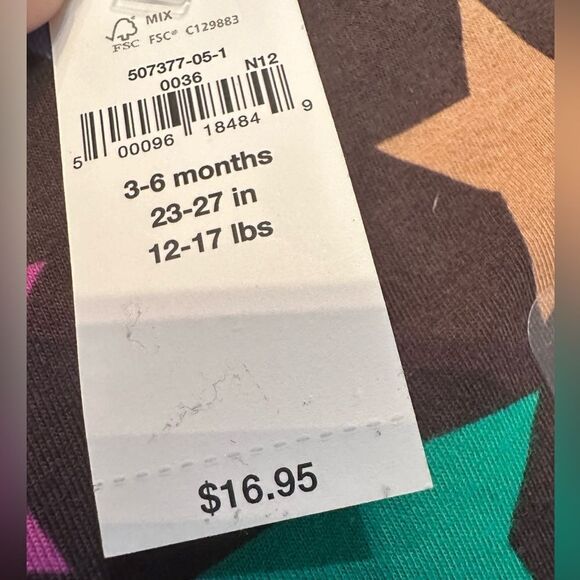 MIX
FSC FSC® C129883
507377-05-1
0036 N12
5 00096 18484 9
3-6 months
23-27 in
12-17 lbs
$16.95